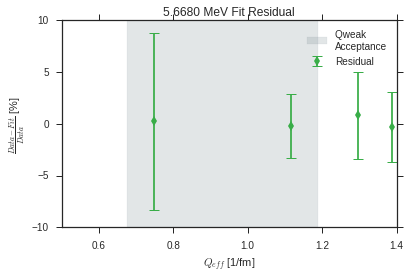 5.6680 MeV Fit Residual
10
5
0
−5
−10
Data − Fit
Data
[%]
Qweak
Acceptance
Residual
0.6 0.8 1.0 1.2 1.4
Q_eff [1/fm]